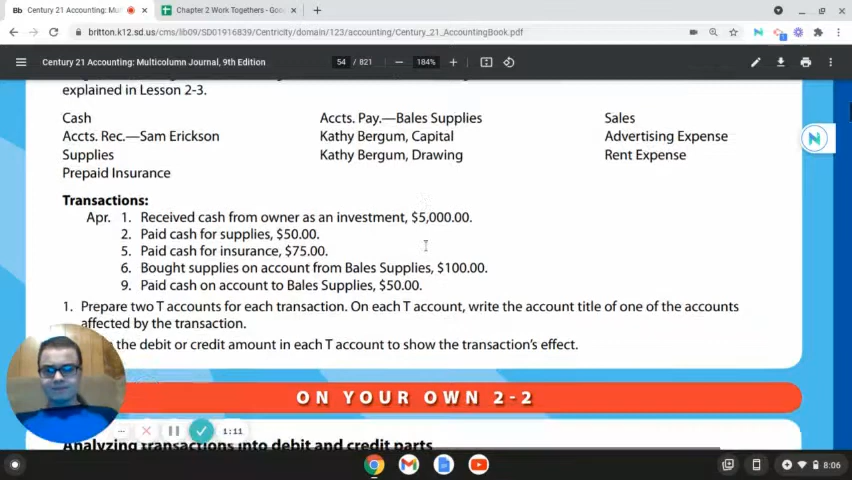 Bb Century 21 Accounting: Mul
Chapter 2 Work Togethers - Goo
britton.k12.sd.us/cms/lib09/SD01916839/Centricity/domain/123/accounting/Century_21_AccountingBook.pdf
Century 21 Accounting: Multicolumn Journal, 9th Edition
54 / 821
184%
explained in Lesson 2-3.
Cash
Accts. Pay.—Bales Supplies
Sales
Accts. Rec.—Sam Erickson
Kathy Bergum, Capital
Advertising Expense
Supplies
Kathy Bergum, Drawing
Rent Expense
Prepaid Insurance
Transactions:
Apr. 1. Received cash from owner as an investment, $5,000.00.
2. Paid cash for supplies, $50.00.
5. Paid cash for insurance, $75.00.
6. Bought supplies on account from Bales Supplies, $100.00.
9. Paid cash on account to Bales Supplies, $50.00.
1. Prepare two T accounts for each transaction. On each T account, write the account title of one of the accounts
affected by the transaction.
the debit or credit amount in each T account to show the transaction's effect.
ON YOUR OWN 2-2
1:11
Analyzing transactions into debit and credit parts
8:06